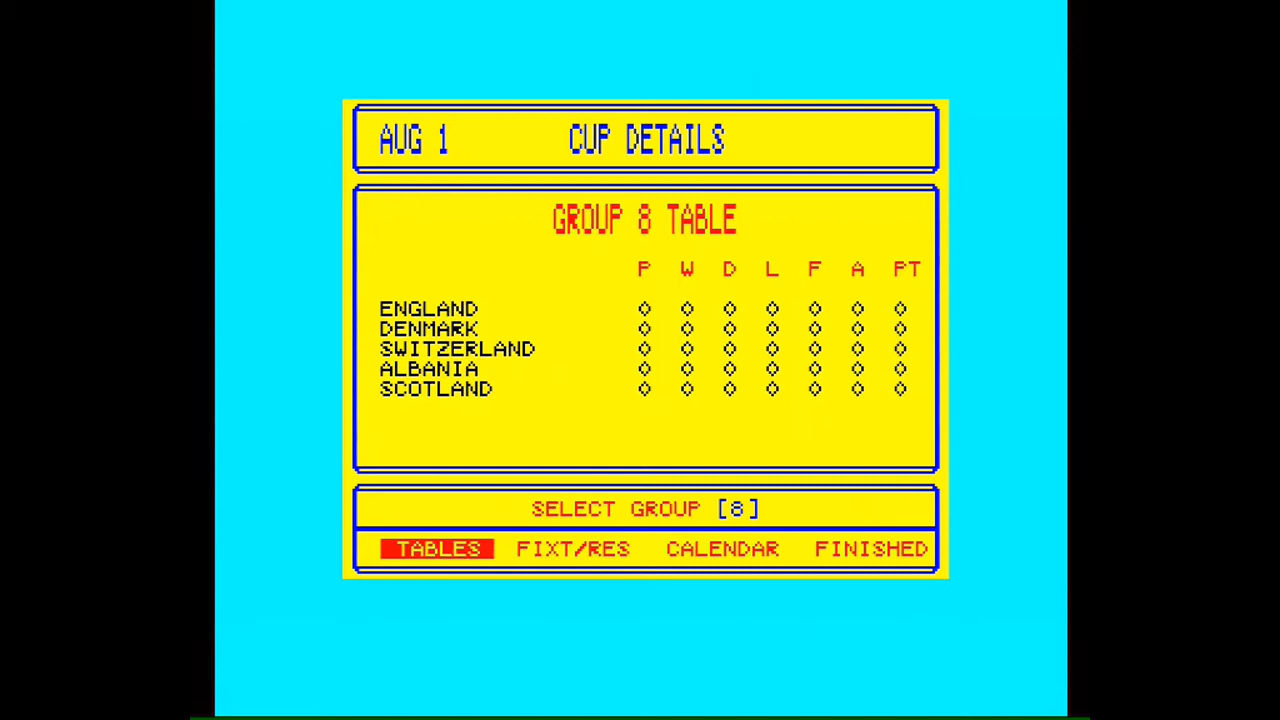 AUG 1 CUP DETAILS
GROUP 8 TABLE
P W D L F A PT
ENGLAND 0 0 0 0 0 0 0
DENMARK 0 0 0 0 0 0 0
SWITZERLAND 0 0 0 0 0 0 0
ALBANIA 0 0 0 0 0 0 0
SCOTLAND 0 0 0 0 0 0 0
SELECT GROUP [8]
TABLES FIXT/RES CALENDAR FINISHED